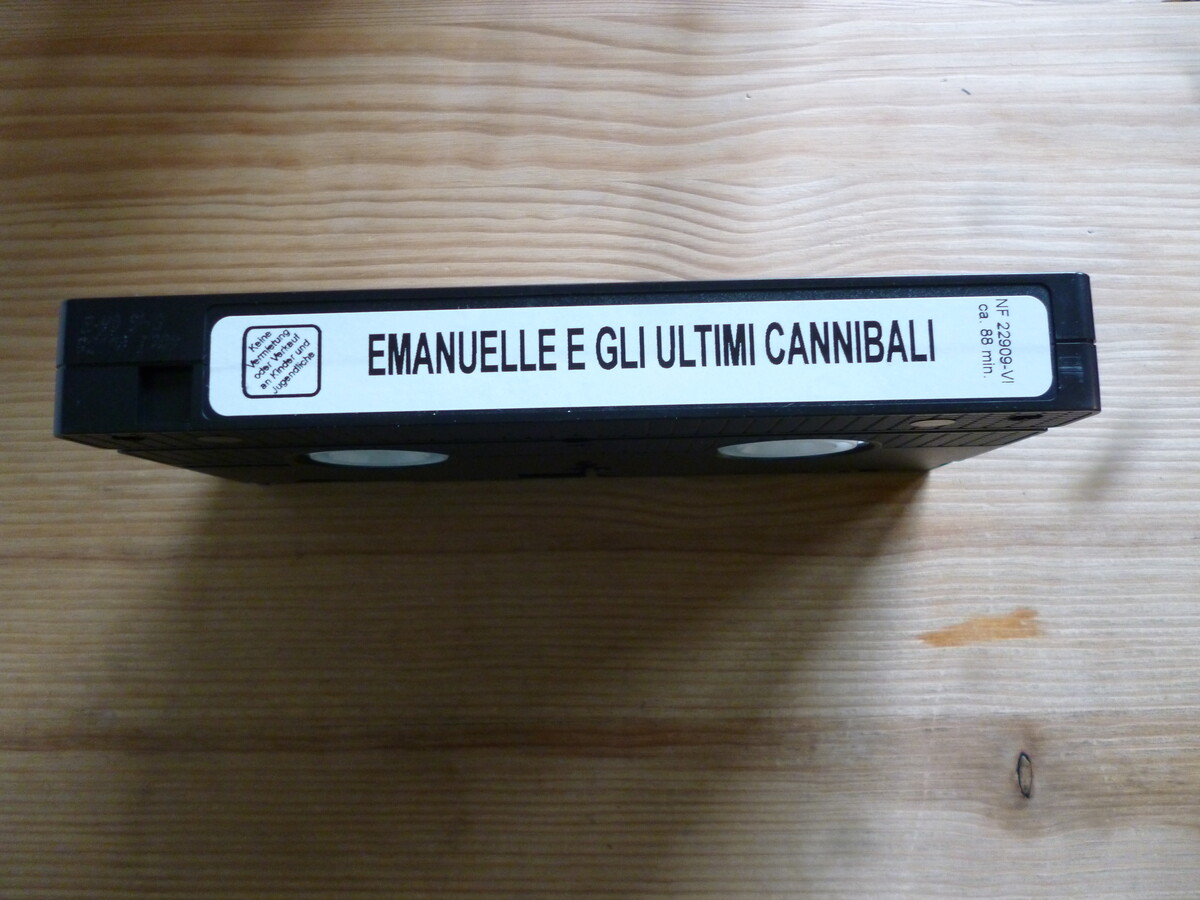 Keine
Vermietung
oder Verkauf
an Kinder und
Jugendliche
EMANUELLE E GLI ULTIMI CANNIBALI
NF 22909-VI
ca. 88 min.